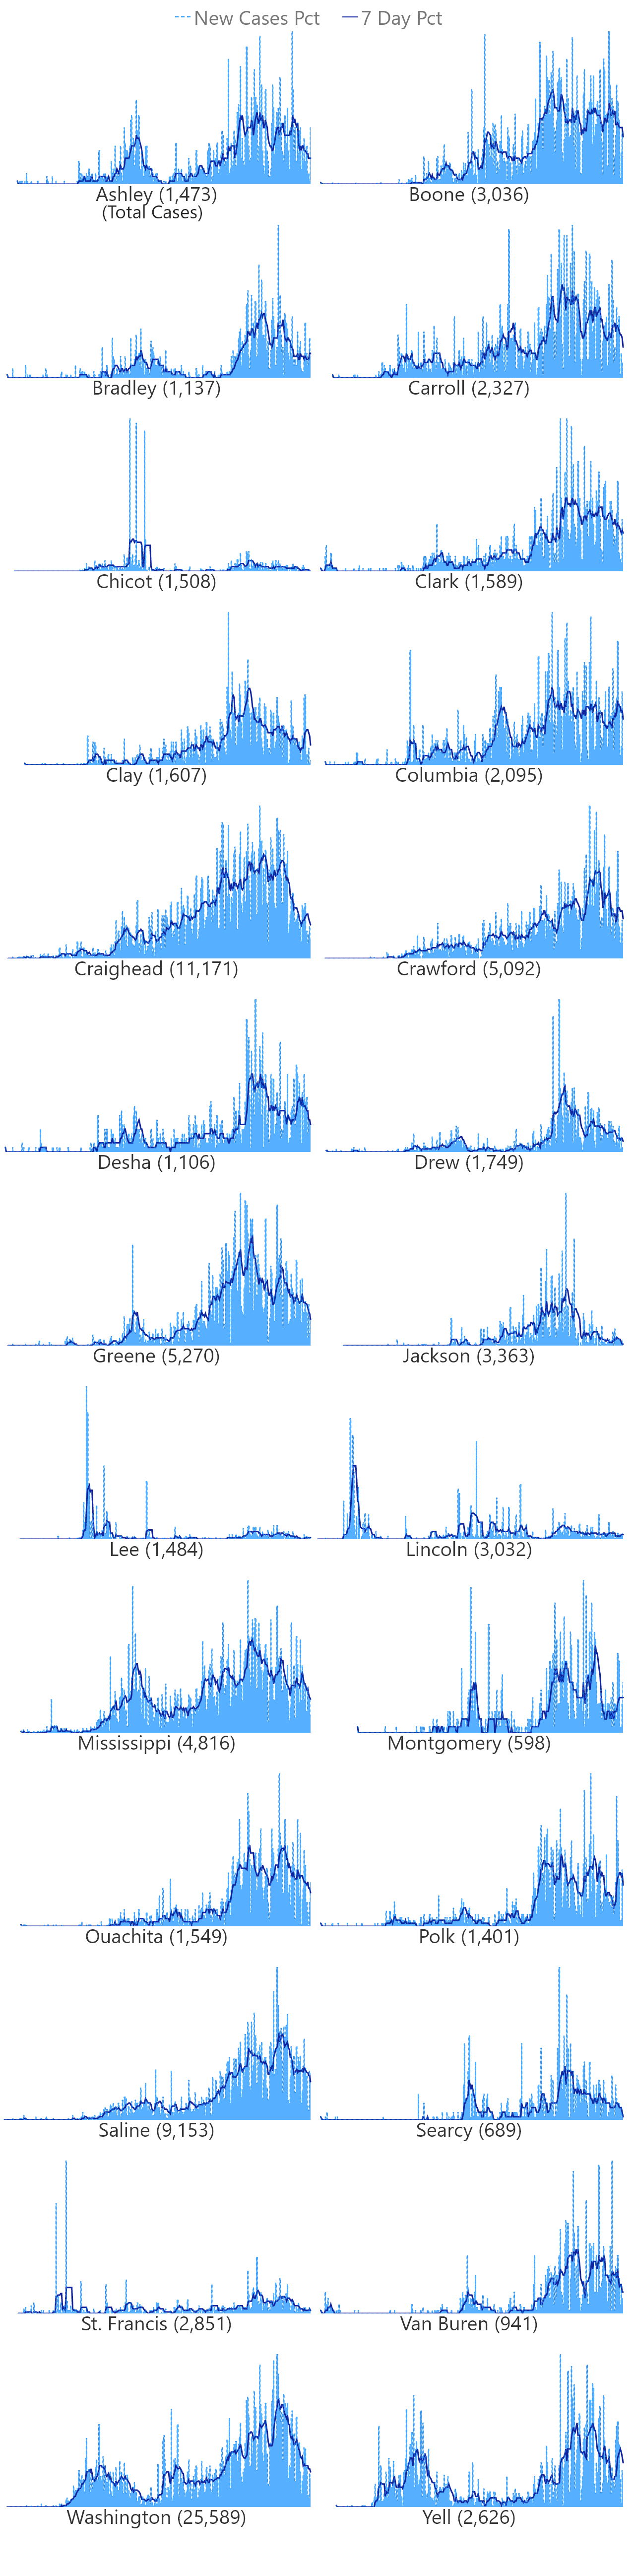 New Cases Pct 7 Day Pct
Ashley (1,473) Boone (3,036)
(Total Cases)
Bradley (1,137) Carroll (2,327)
Chicot (1,508) Clark (1,589)
Clay (1,607) Columbia (2,095)
Craighead (11,171) Crawford (5,092)
Desha (1,106) Drew (1,749)
Greene (5,270) Jackson (3,363)
Lee (1,484) Lincoln (3,032)
Mississippi (4,816) Montgomery (598)
Ouachita (1,549) Polk (1,401)
Saline (9,153) Searcy (689)
St. Francis (2,851) Van Buren (941)
Washington (25,589) Yell (2,626)